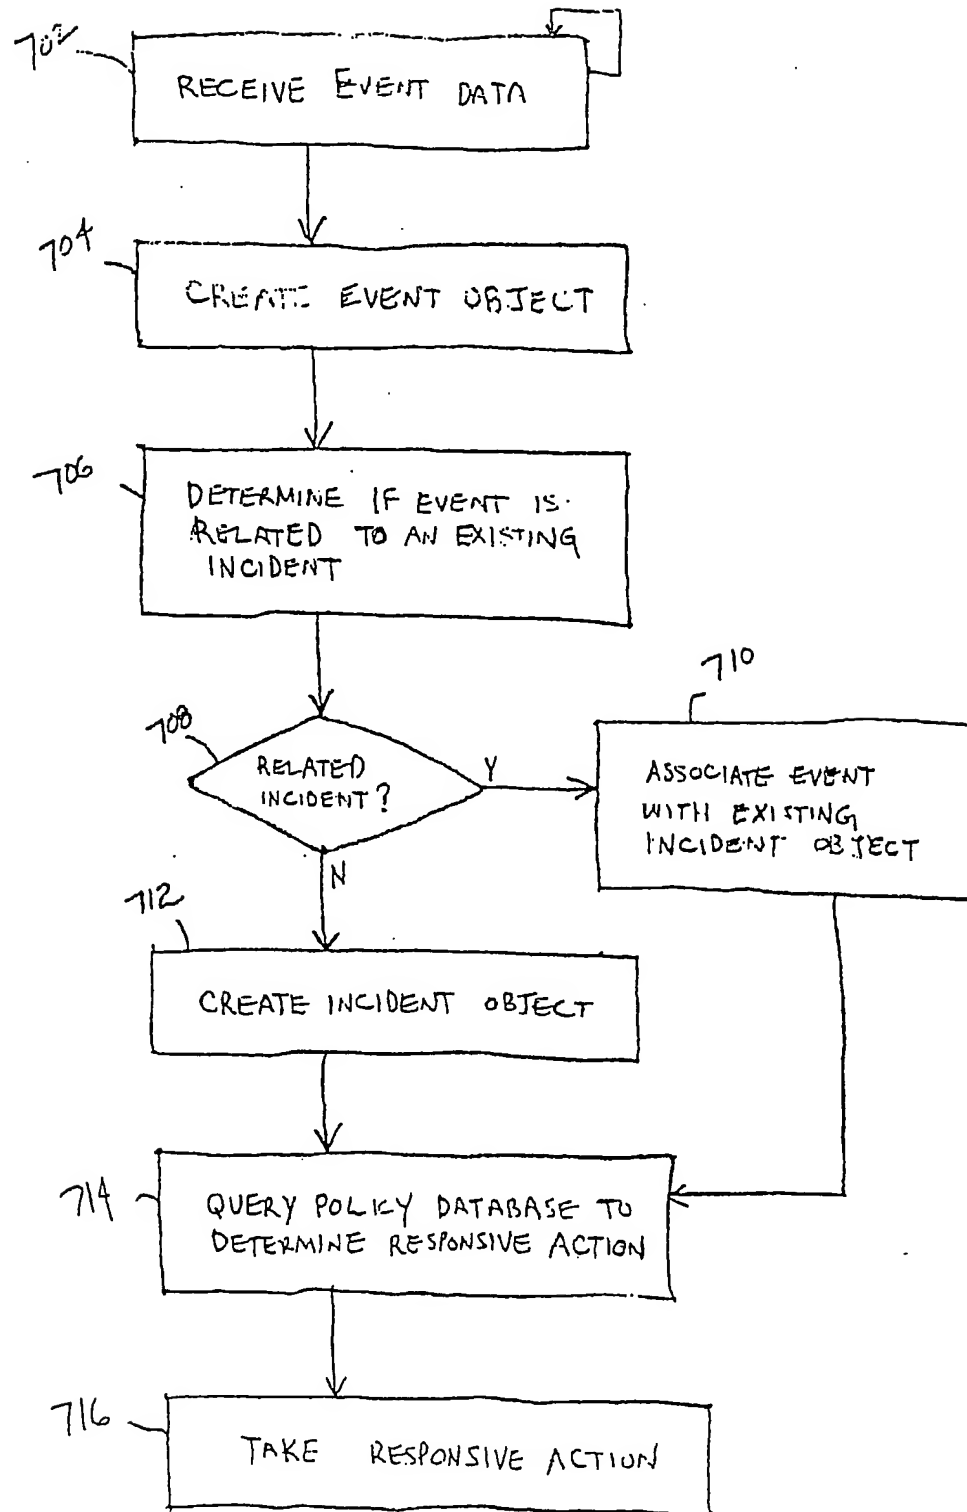 702
RECEIVE EVENT DATA
704
CREATE EVENT OBJECT
706
DETERMINE IF EVENT IS
RELATED TO AN EXISTING
INCIDENT
708
RELATED
INCIDENT?
Y
N
710
ASSOCIATE EVENT
WITH EXISTING
INCIDENT OBJECT
712
CREATE INCIDENT OBJECT
714
QUERY POLICY DATABASE TO
DETERMINE RESPONSIVE ACTION
716
TAKE RESPONSIVE ACTION